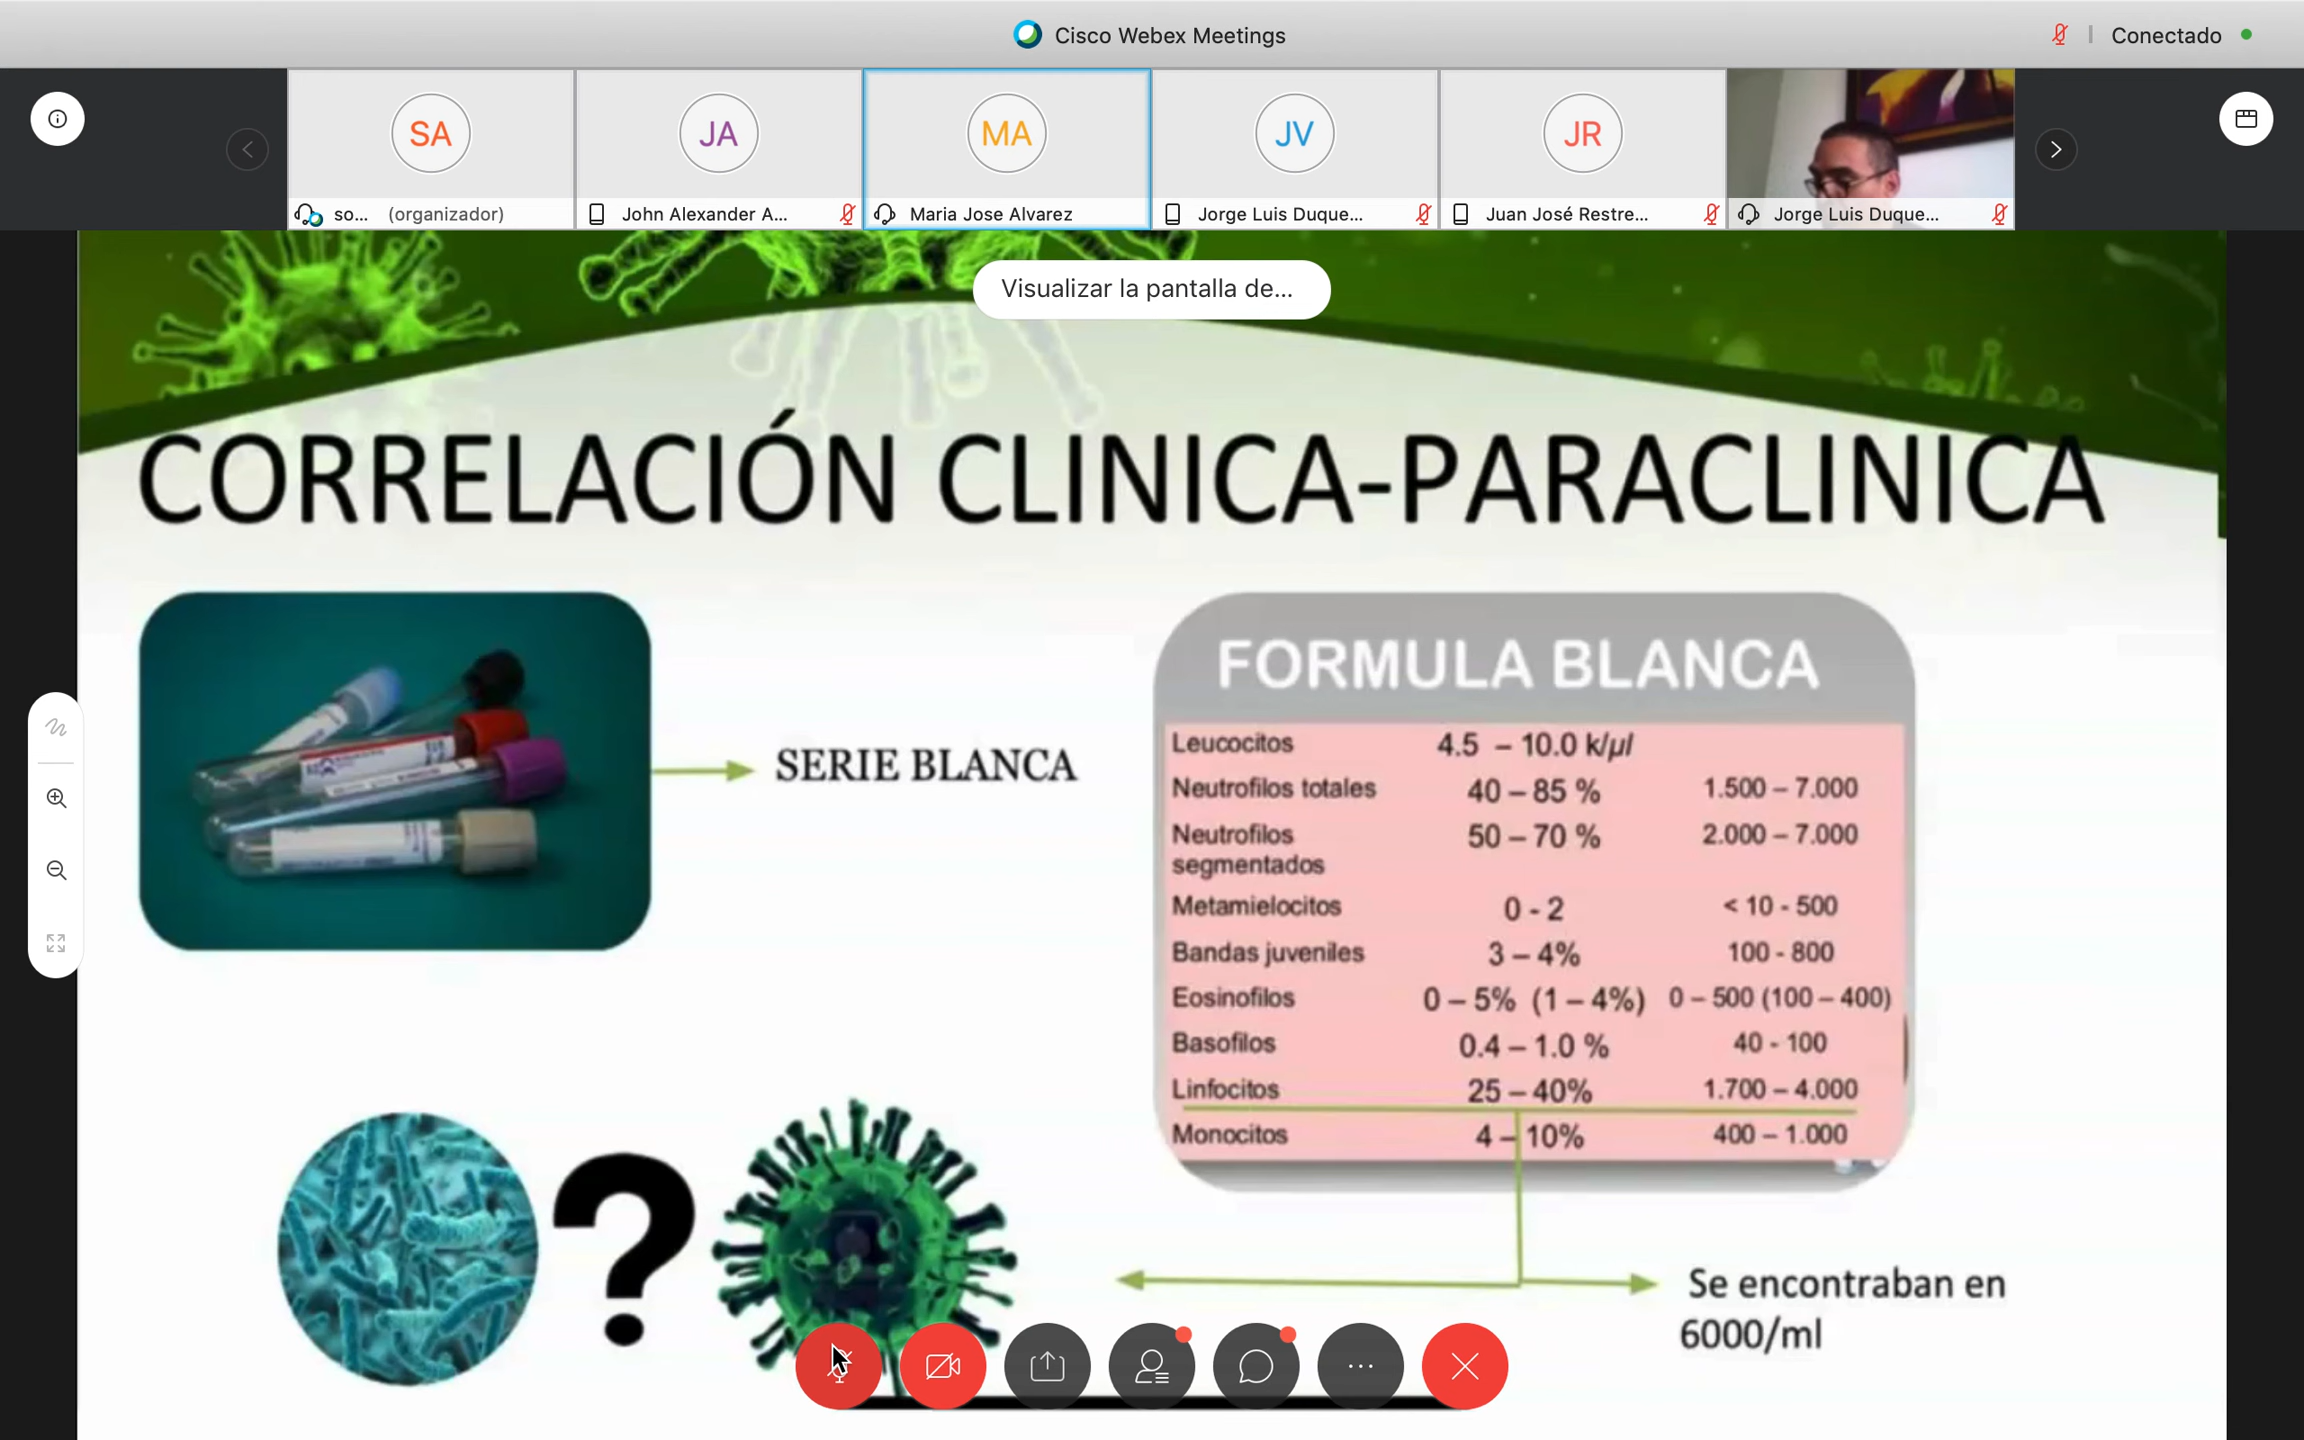 Cisco Webex Meetings
Conectado
SA
JA
MA
JV
JR
so... (organizador)
John Alexander A...
Maria Jose Alvarez
Jorge Luis Duque...
Juan José Restre...
Jorge Luis Duque...
Visualizar la pantalla de...
CORRELACIÓN CLINICA-PARACLINICA
SERIE BLANCA
FORMULA BLANCA
Leucocitos 4.5 – 10.0 k/µl
Neutrofilos totales 40 – 85 % 1.500 – 7.000
Neutrofilos 50 – 70 % 2.000 – 7.000
segmentados
Metamielocitos 0 - 2 < 10 - 500
Bandas juveniles 3 – 4% 100 - 800
Eosinofilos 0 – 5% (1 – 4%) 0 – 500 (100 – 400)
Basofilos 0.4 – 1.0 % 40 - 100
Linfocitos 25 – 40% 1.700 – 4.000
Monocitos 4 – 10% 400 – 1.000
?
Se encontraban en
6000/ml